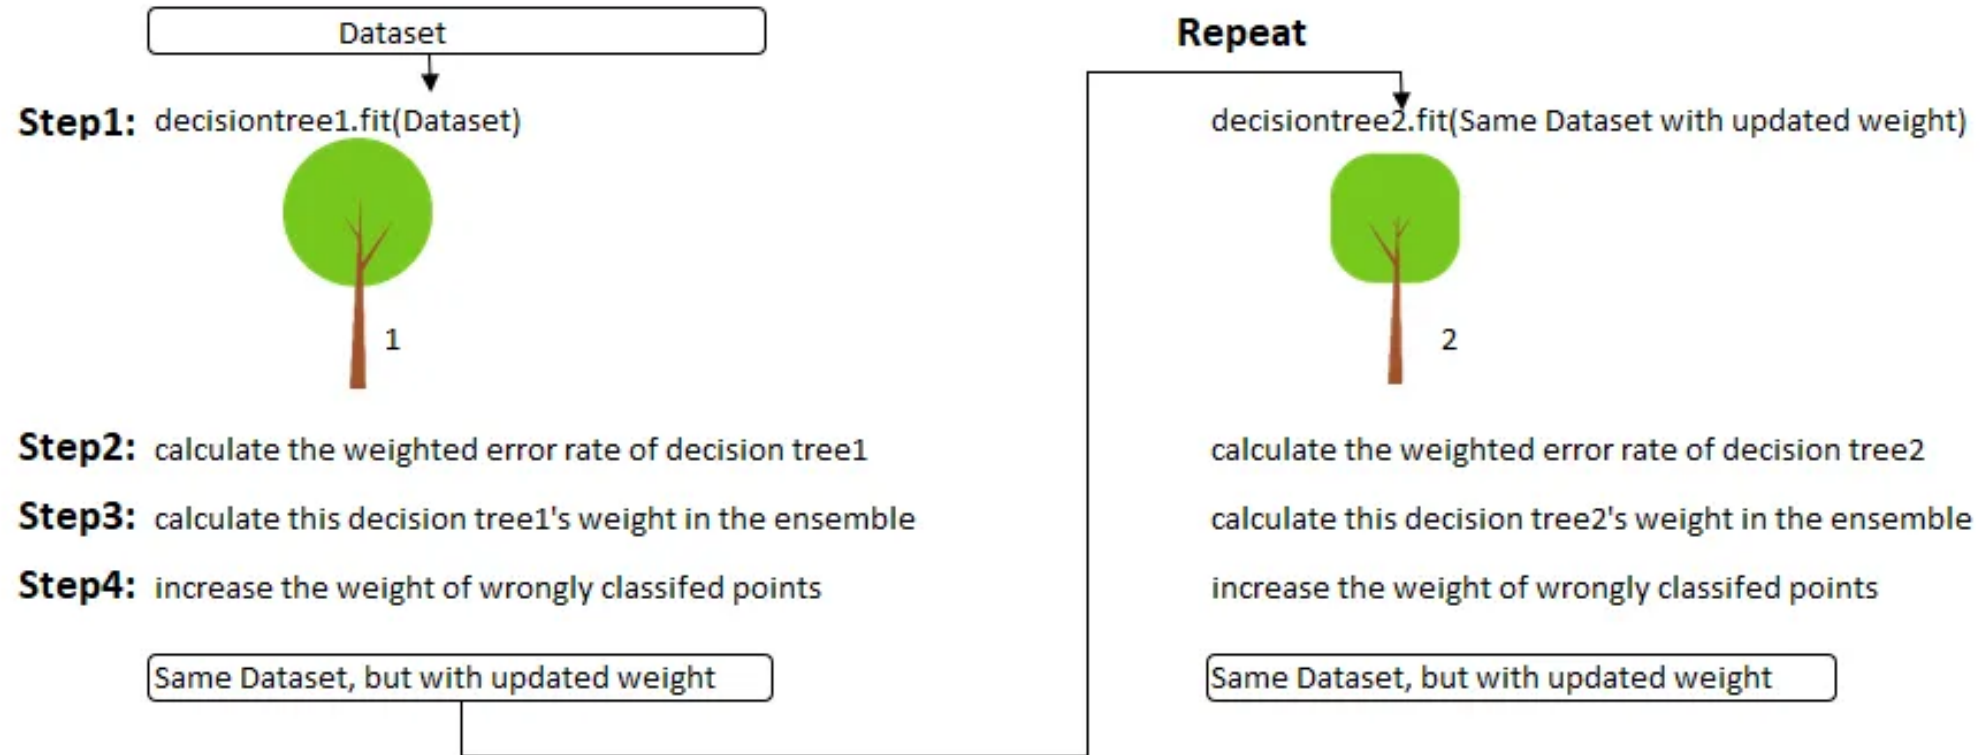 Dataset
Step1: decisiontree1.fit(Dataset)
1
Step2: calculate the weighted error rate of decision tree1
Step3: calculate this decision tree1's weight in the ensemble
Step4: increase the weight of wrongly classifed points
Same Dataset, but with updated weight
Repeat
decisiontree2.fit(Same Dataset with updated weight)
2
calculate the weighted error rate of decision tree2
calculate this decision tree2's weight in the ensemble
increase the weight of wrongly classifed points
Same Dataset, but with updated weight